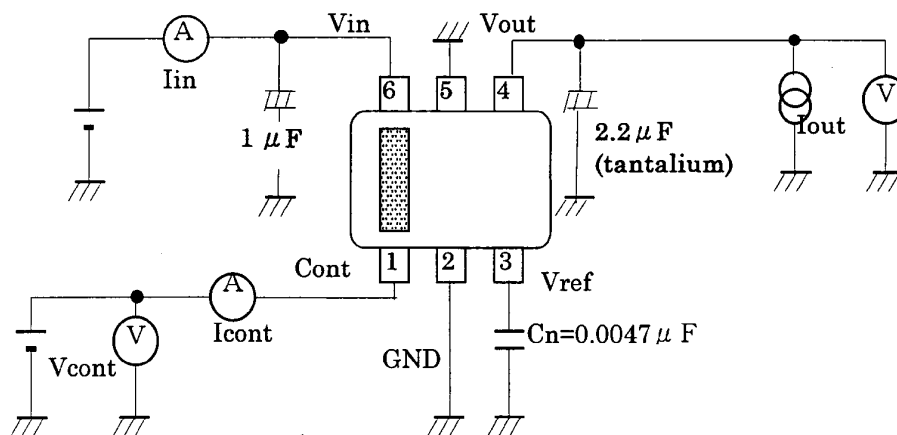 A
Vin
Vout
Iin
6
5
4
V
1 μF
2.2 μF
(tantalium)
Iout
Cont
1
2
3
Vref
A
V
Icont
Vcont
GND
Cn=0.0047 μ F